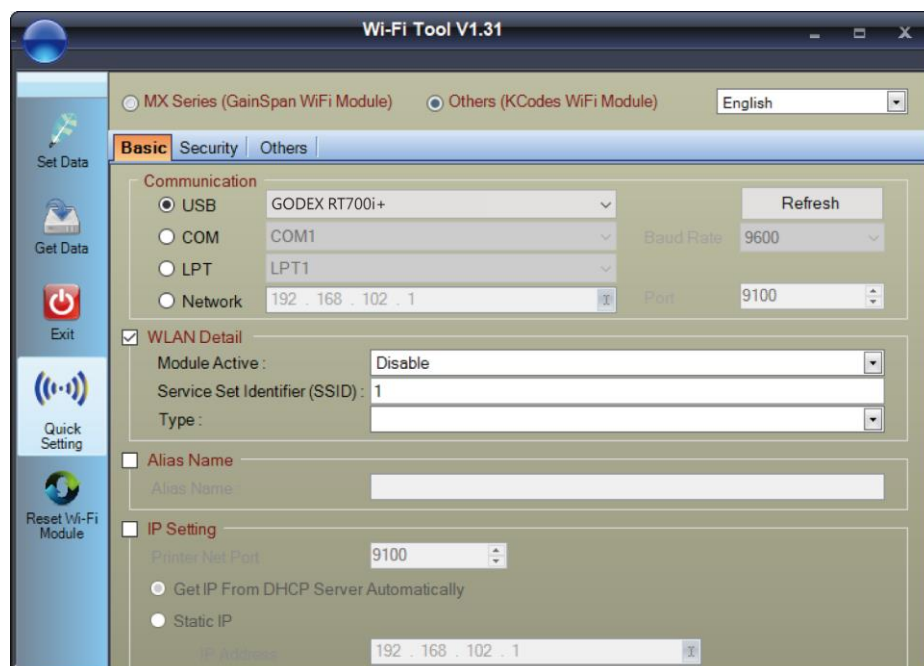 Wi-Fi Tool V1.31
MX Series (GainSpan WiFi Module) Others (KCodes WiFi Module) English
Set Data
Get Data
Exit
Quick
Setting
Reset Wi-Fi
Module
Basic Security Others
Communication
USB GODEX RT700i+ Refresh
COM COM1 Baud Rate 9600
LPT LPT1
Network 192 . 168 . 102 . 1 Port 9100
WLAN Detail
Module Active : Disable
Service Set Identifier (SSID) : 1
Type :
Alias Name
Alias Name :
IP Setting
Printer Net Port 9100
Get IP From DHCP Server Automatically
Static IP
IP Address 192 . 168 . 102 . 1